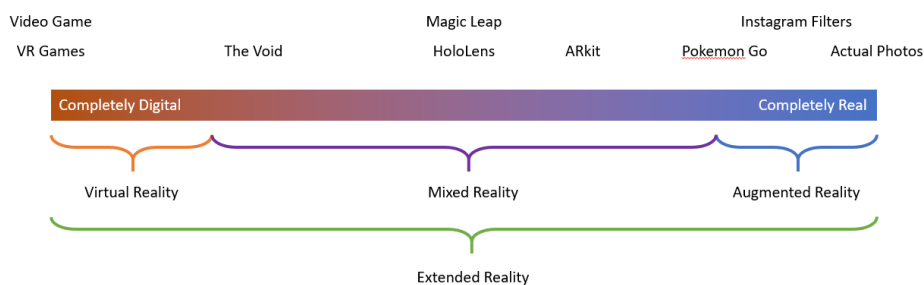 Video Game
Magic Leap
Instagram Filters
VR Games
The Void
HoloLens
ARkit
Pokemon Go
Actual Photos
Completely Digital
Completely Real
Virtual Reality
Mixed Reality
Augmented Reality
Extended Reality